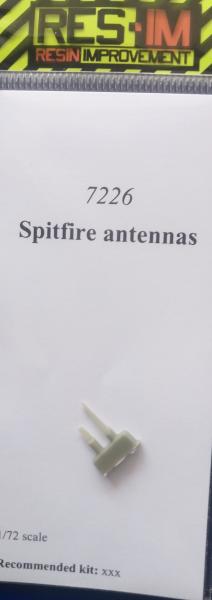 RES-IM
RESIN IMPROVEMENT
7226
Spitfire antennas
1/72 scale
Recommended kit: xxx